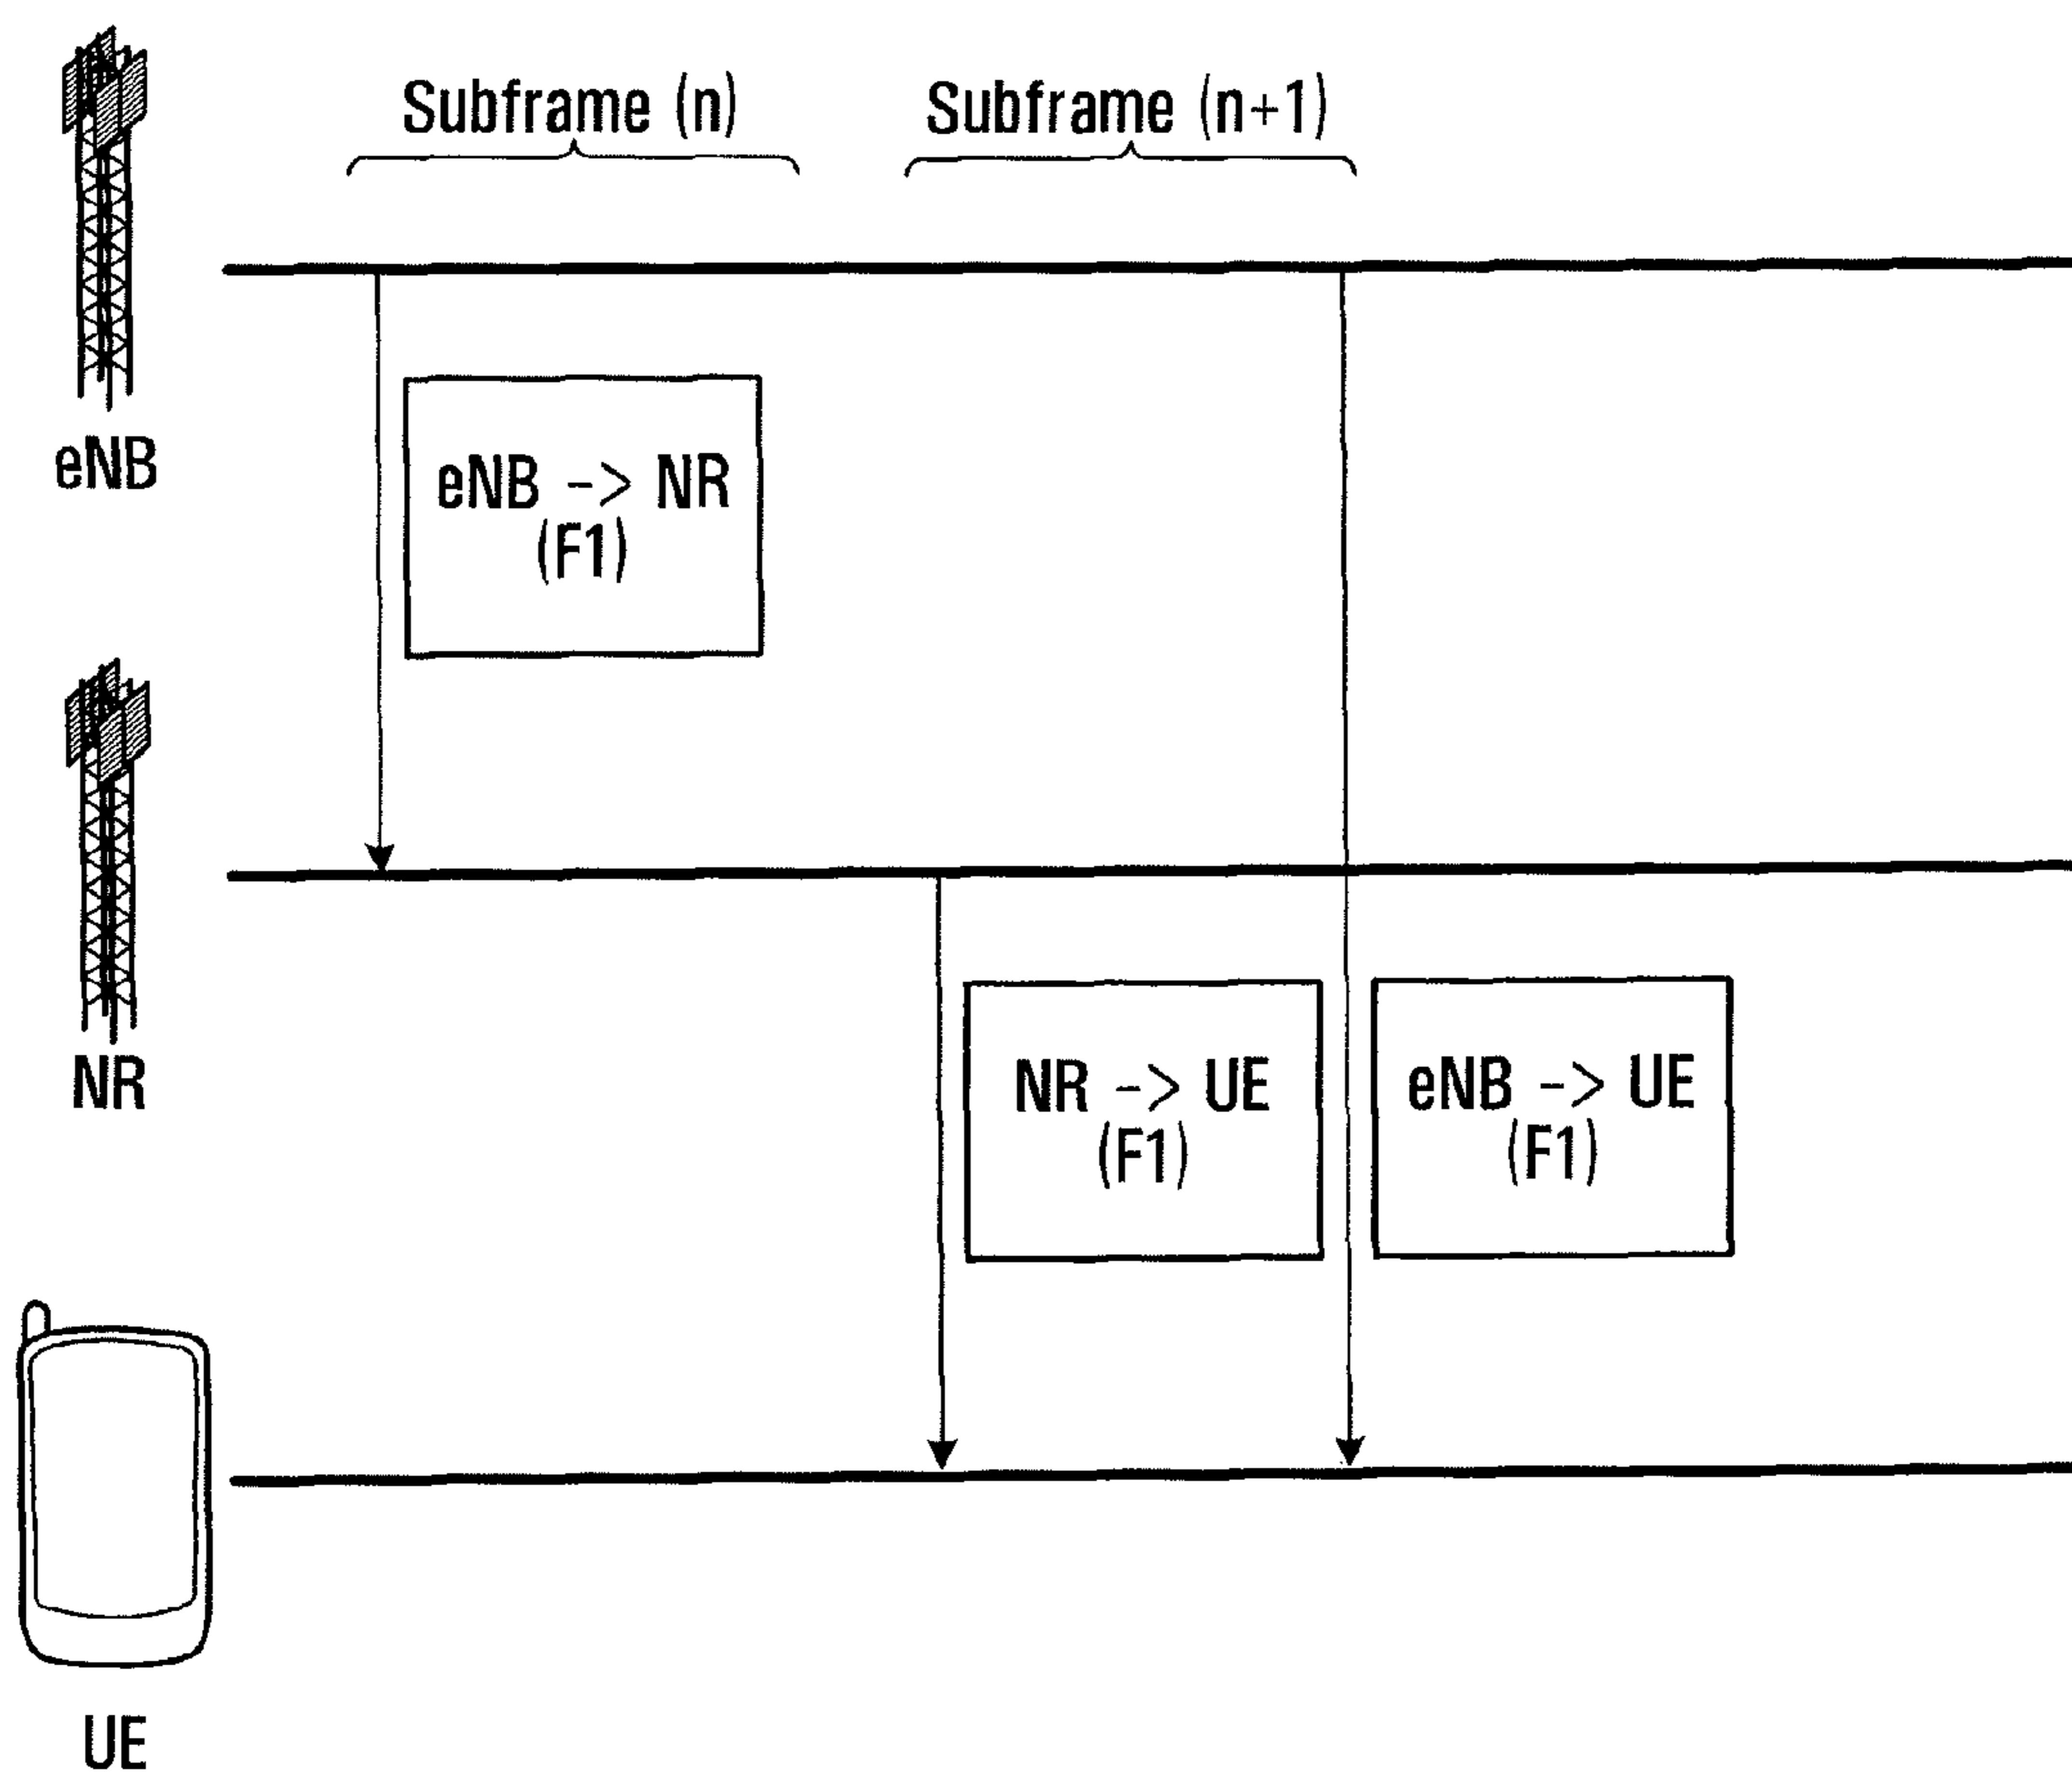 Subframe (n)
Subframe (n+1)
eNB
eNB -> NR
(F1)
NR
NR -> UE
(F1)
eNB -> UE
(F1)
UE